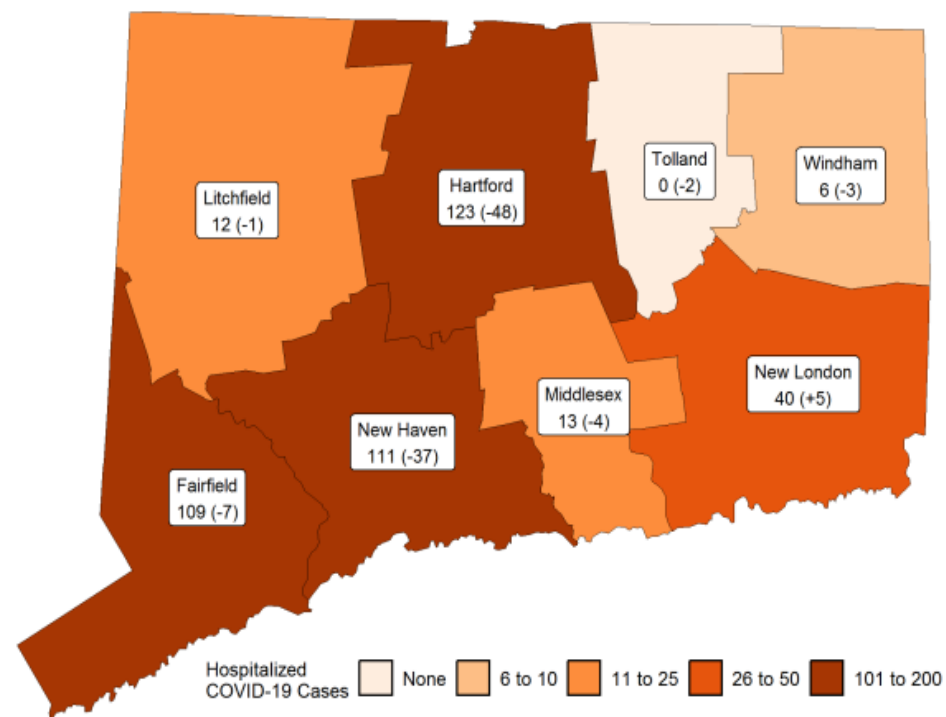 Tolland
0 (-2)
Windham
6 (-3)
Litchfield
12 (-1)
Hartford
123 (-48)
New London
40 (+5)
Middlesex
13 (-4)
New Haven
111 (-37)
Fairfield
109 (-7)
Hospitalized
COVID-19 Cases
None
6 to 10
11 to 25
26 to 50
101 to 200